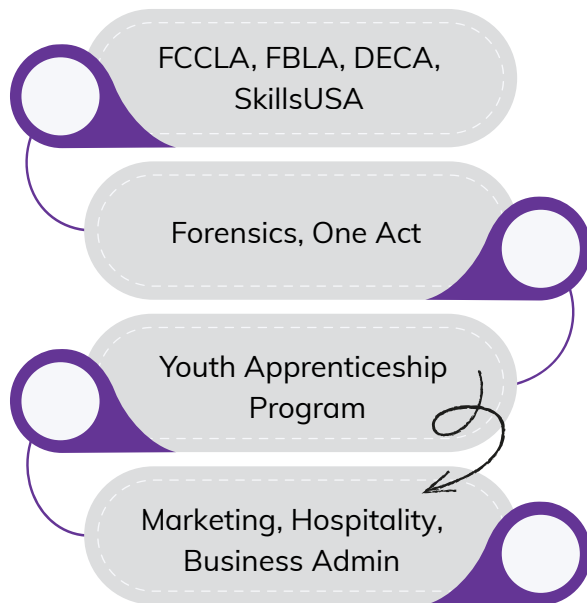 FCCLA, FBLA, DECA,
SkillsUSA
Forensics, One Act
Youth Apprenticeship
Program
Marketing, Hospitality,
Business Admin